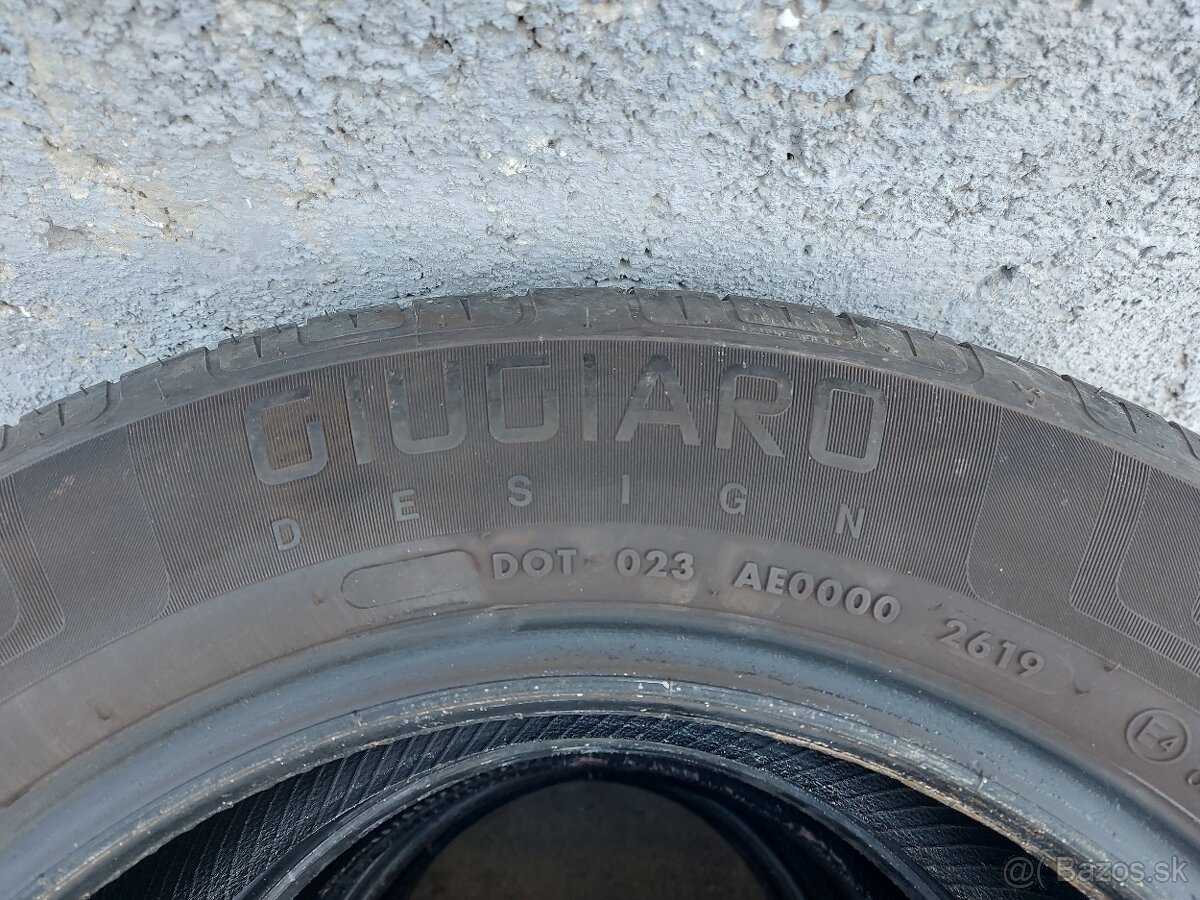 GIUGIARO
DESIGN
DOT 023 AE0000 2619
E4
@( Bazos.sk